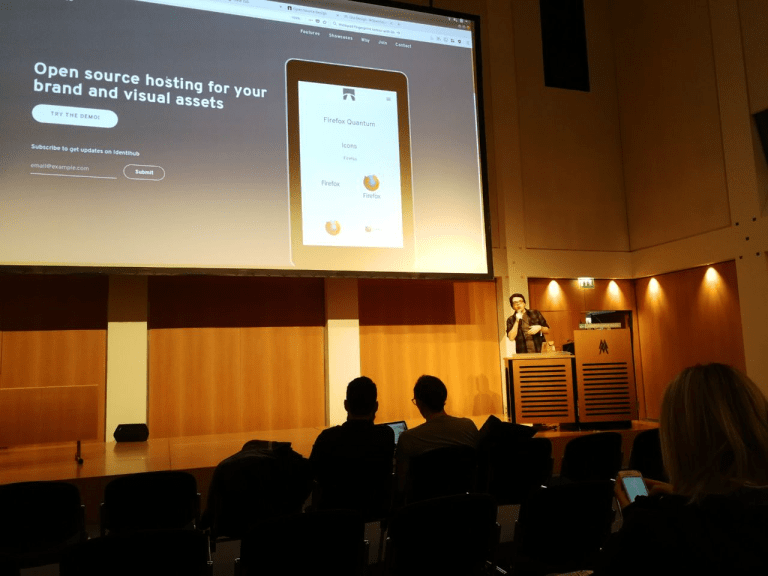 Features
Showcases
Blog
Join
Contact
Open source hosting for your
brand and visual assets
TRY THE DEMO!
Subscribe to get updates on Identihub
email@example.com
Submit
Firefox Quantum
Icons
Firefox
Firefox